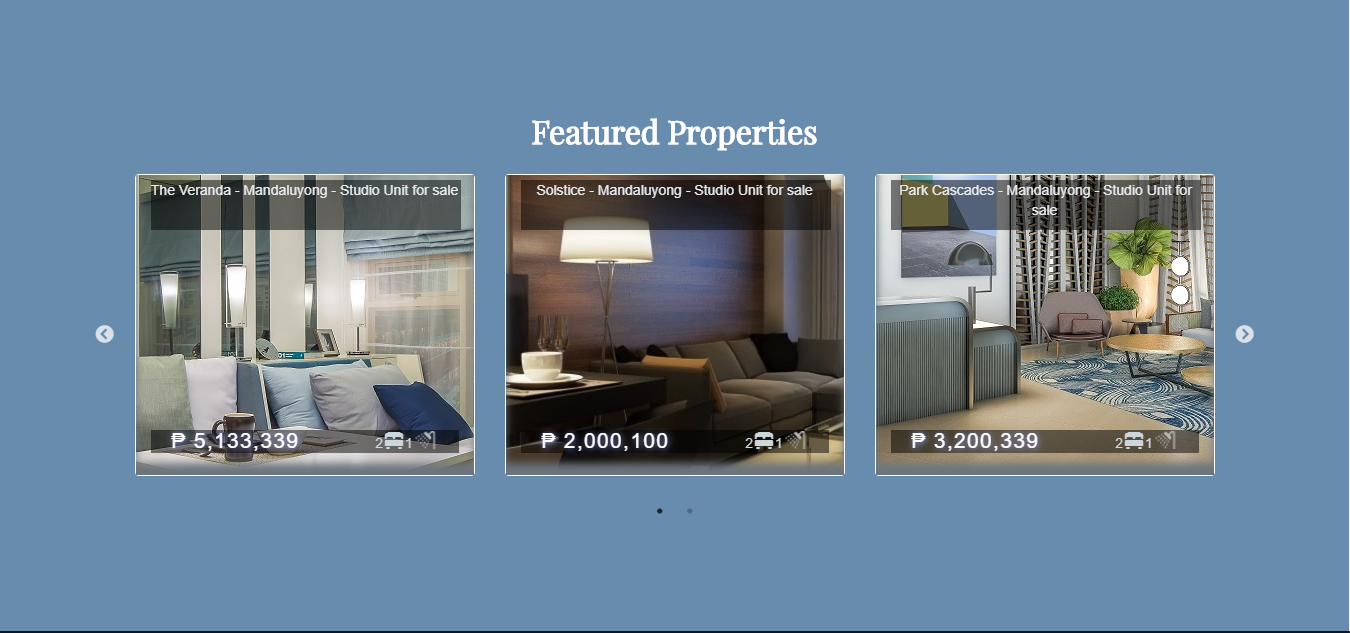 Featured Properties
The Veranda - Mandaluyong - Studio Unit for sale
₱ 5,133,339
2 1
Solstice - Mandaluyong - Studio Unit for sale
₱ 2,000,100
2 1
Park Cascades - Mandaluyong - Studio Unit for
sale
₱ 3,200,339
2 1